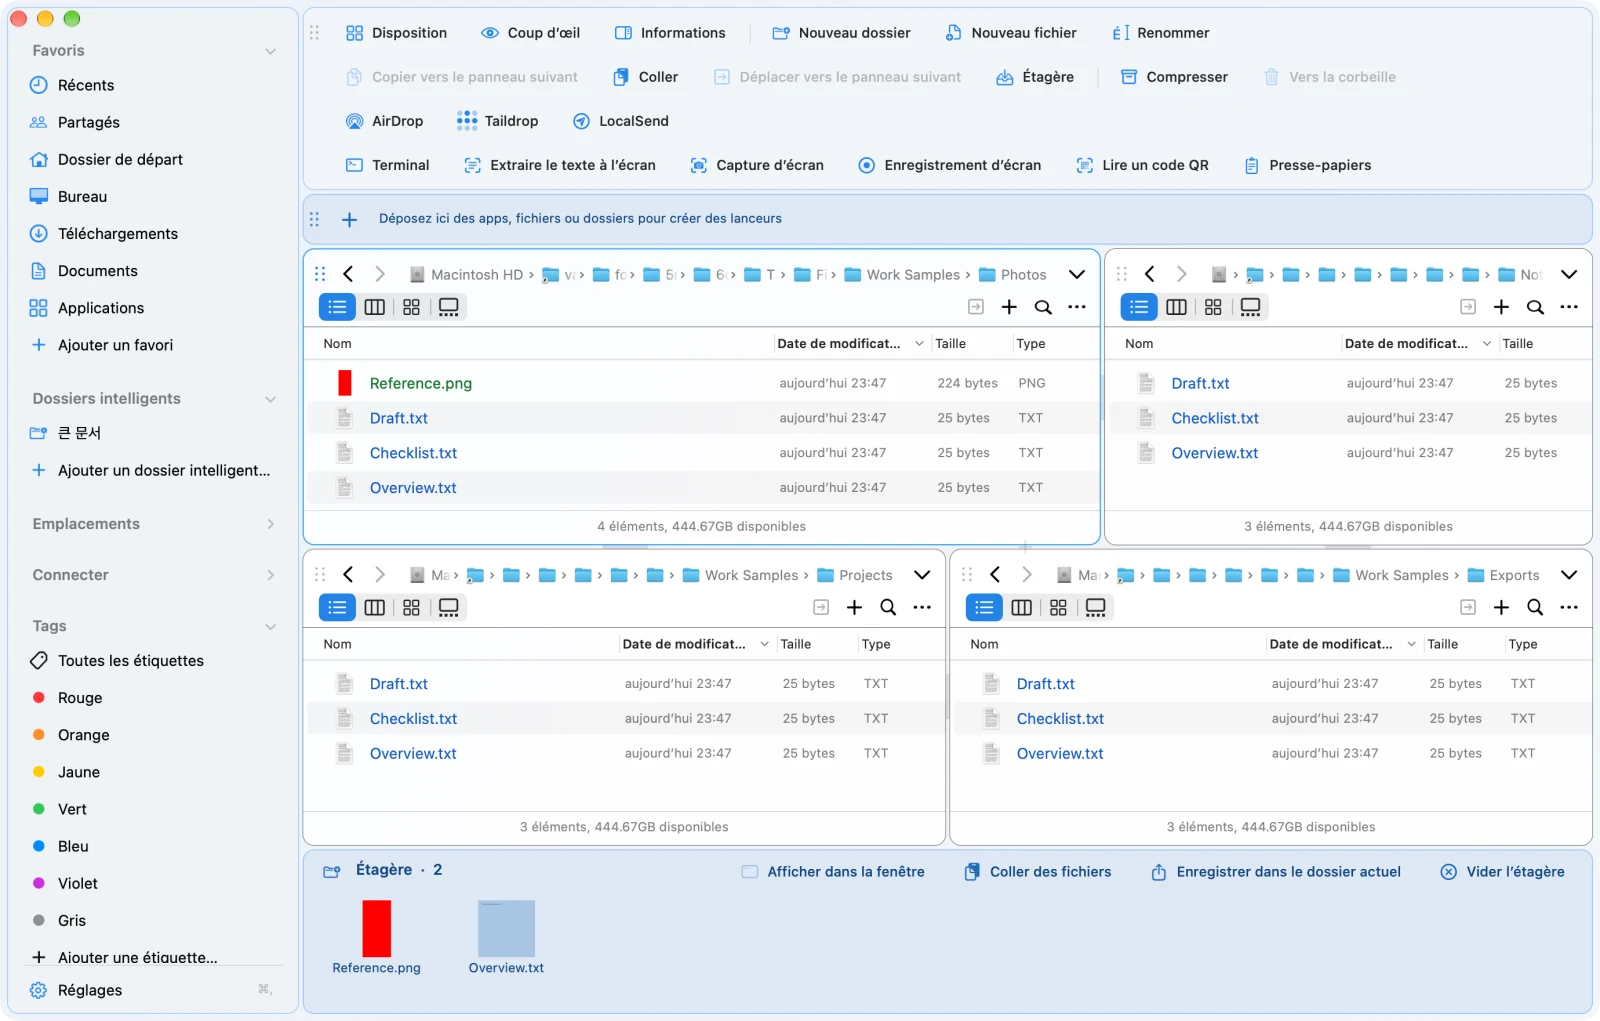 Favoris
Récents
Partagés
Dossier de départ
Bureau
Téléchargements
Documents
Applications
Ajouter un favori
Dossiers intelligents
큰 문서
Ajouter un dossier intelligent...
Emplacements
Connecter
Tags
Toutes les étiquettes
Rouge
Orange
Jaune
Vert
Bleu
Violet
Gris
Ajouter une étiquette...
Réglages ⌘,
Disposition Coup d’œil Informations Nouveau dossier Nouveau fichier Renommer
Copier vers le panneau suivant Coller Déplacer vers le panneau suivant Étagère Compresser Vers la corbeille
AirDrop Taildrop LocalSend
Terminal Extraire le texte à l’écran Capture d’écran Enregistrement d’écran Lire un code QR Presse-papiers
Déposez ici des apps, fichiers ou dossiers pour créer des lanceurs
Macintosh HD › Work Samples › Photos
Nom Date de modificat... Taille Type
Reference.png aujourd’hui 23:47 224 bytes PNG
Draft.txt aujourd’hui 23:47 25 bytes TXT
Checklist.txt aujourd’hui 23:47 25 bytes TXT
Overview.txt aujourd’hui 23:47 25 bytes TXT
4 éléments, 444.67GB disponibles
Nom Date de modificat... Taille
Draft.txt aujourd’hui 23:47 25 bytes
Checklist.txt aujourd’hui 23:47 25 bytes
Overview.txt aujourd’hui 23:47 25 bytes
3 éléments, 444.67GB disponibles
Work Samples › Projects
Nom Date de modificat... Taille Type
Draft.txt aujourd’hui 23:47 25 bytes TXT
Checklist.txt aujourd’hui 23:47 25 bytes TXT
Overview.txt aujourd’hui 23:47 25 bytes TXT
3 éléments, 444.67GB disponibles
Work Samples › Exports
Nom Date de modificat... Taille Type
Draft.txt aujourd’hui 23:47 25 bytes TXT
Checklist.txt aujourd’hui 23:47 25 bytes TXT
Overview.txt aujourd’hui 23:47 25 bytes TXT
3 éléments, 444.67GB disponibles
Étagère · 2 Afficher dans la fenêtre Coller des fichiers Enregistrer dans le dossier actuel Vider l’étagère
Reference.png Overview.txt